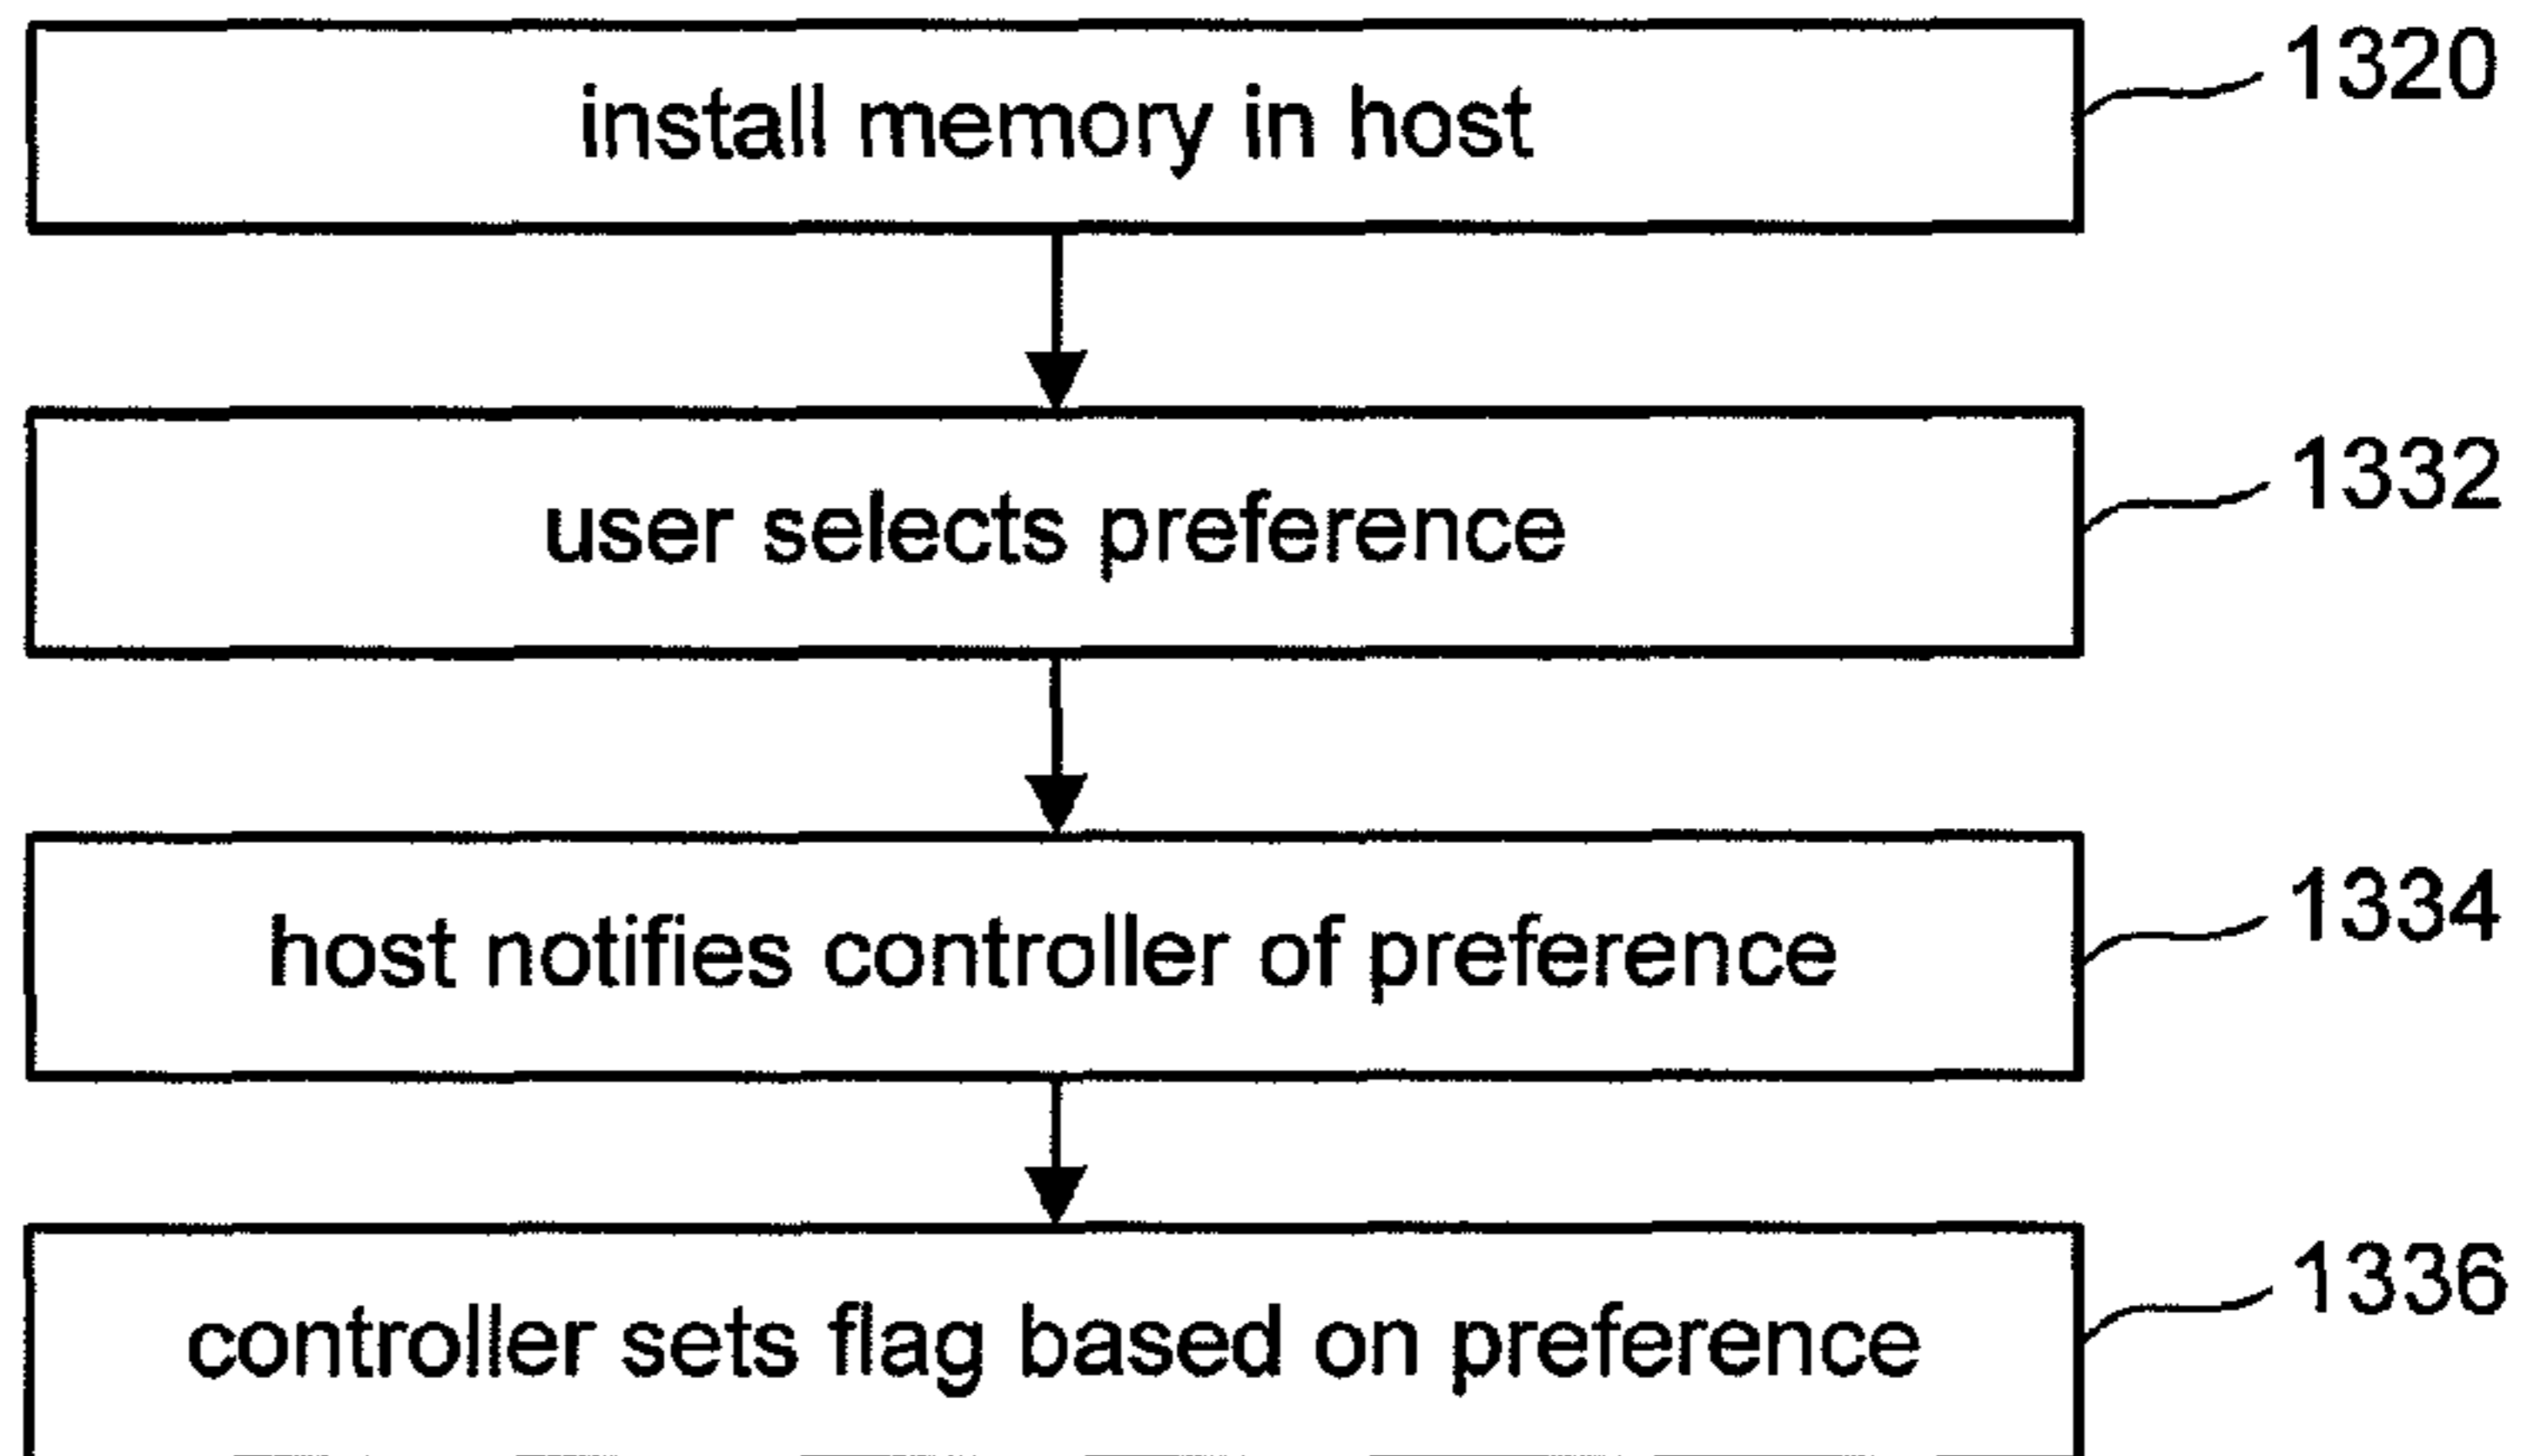 install memory in host
1320
user selects preference
1332
host notifies controller of preference
1334
controller sets flag based on preference
1336